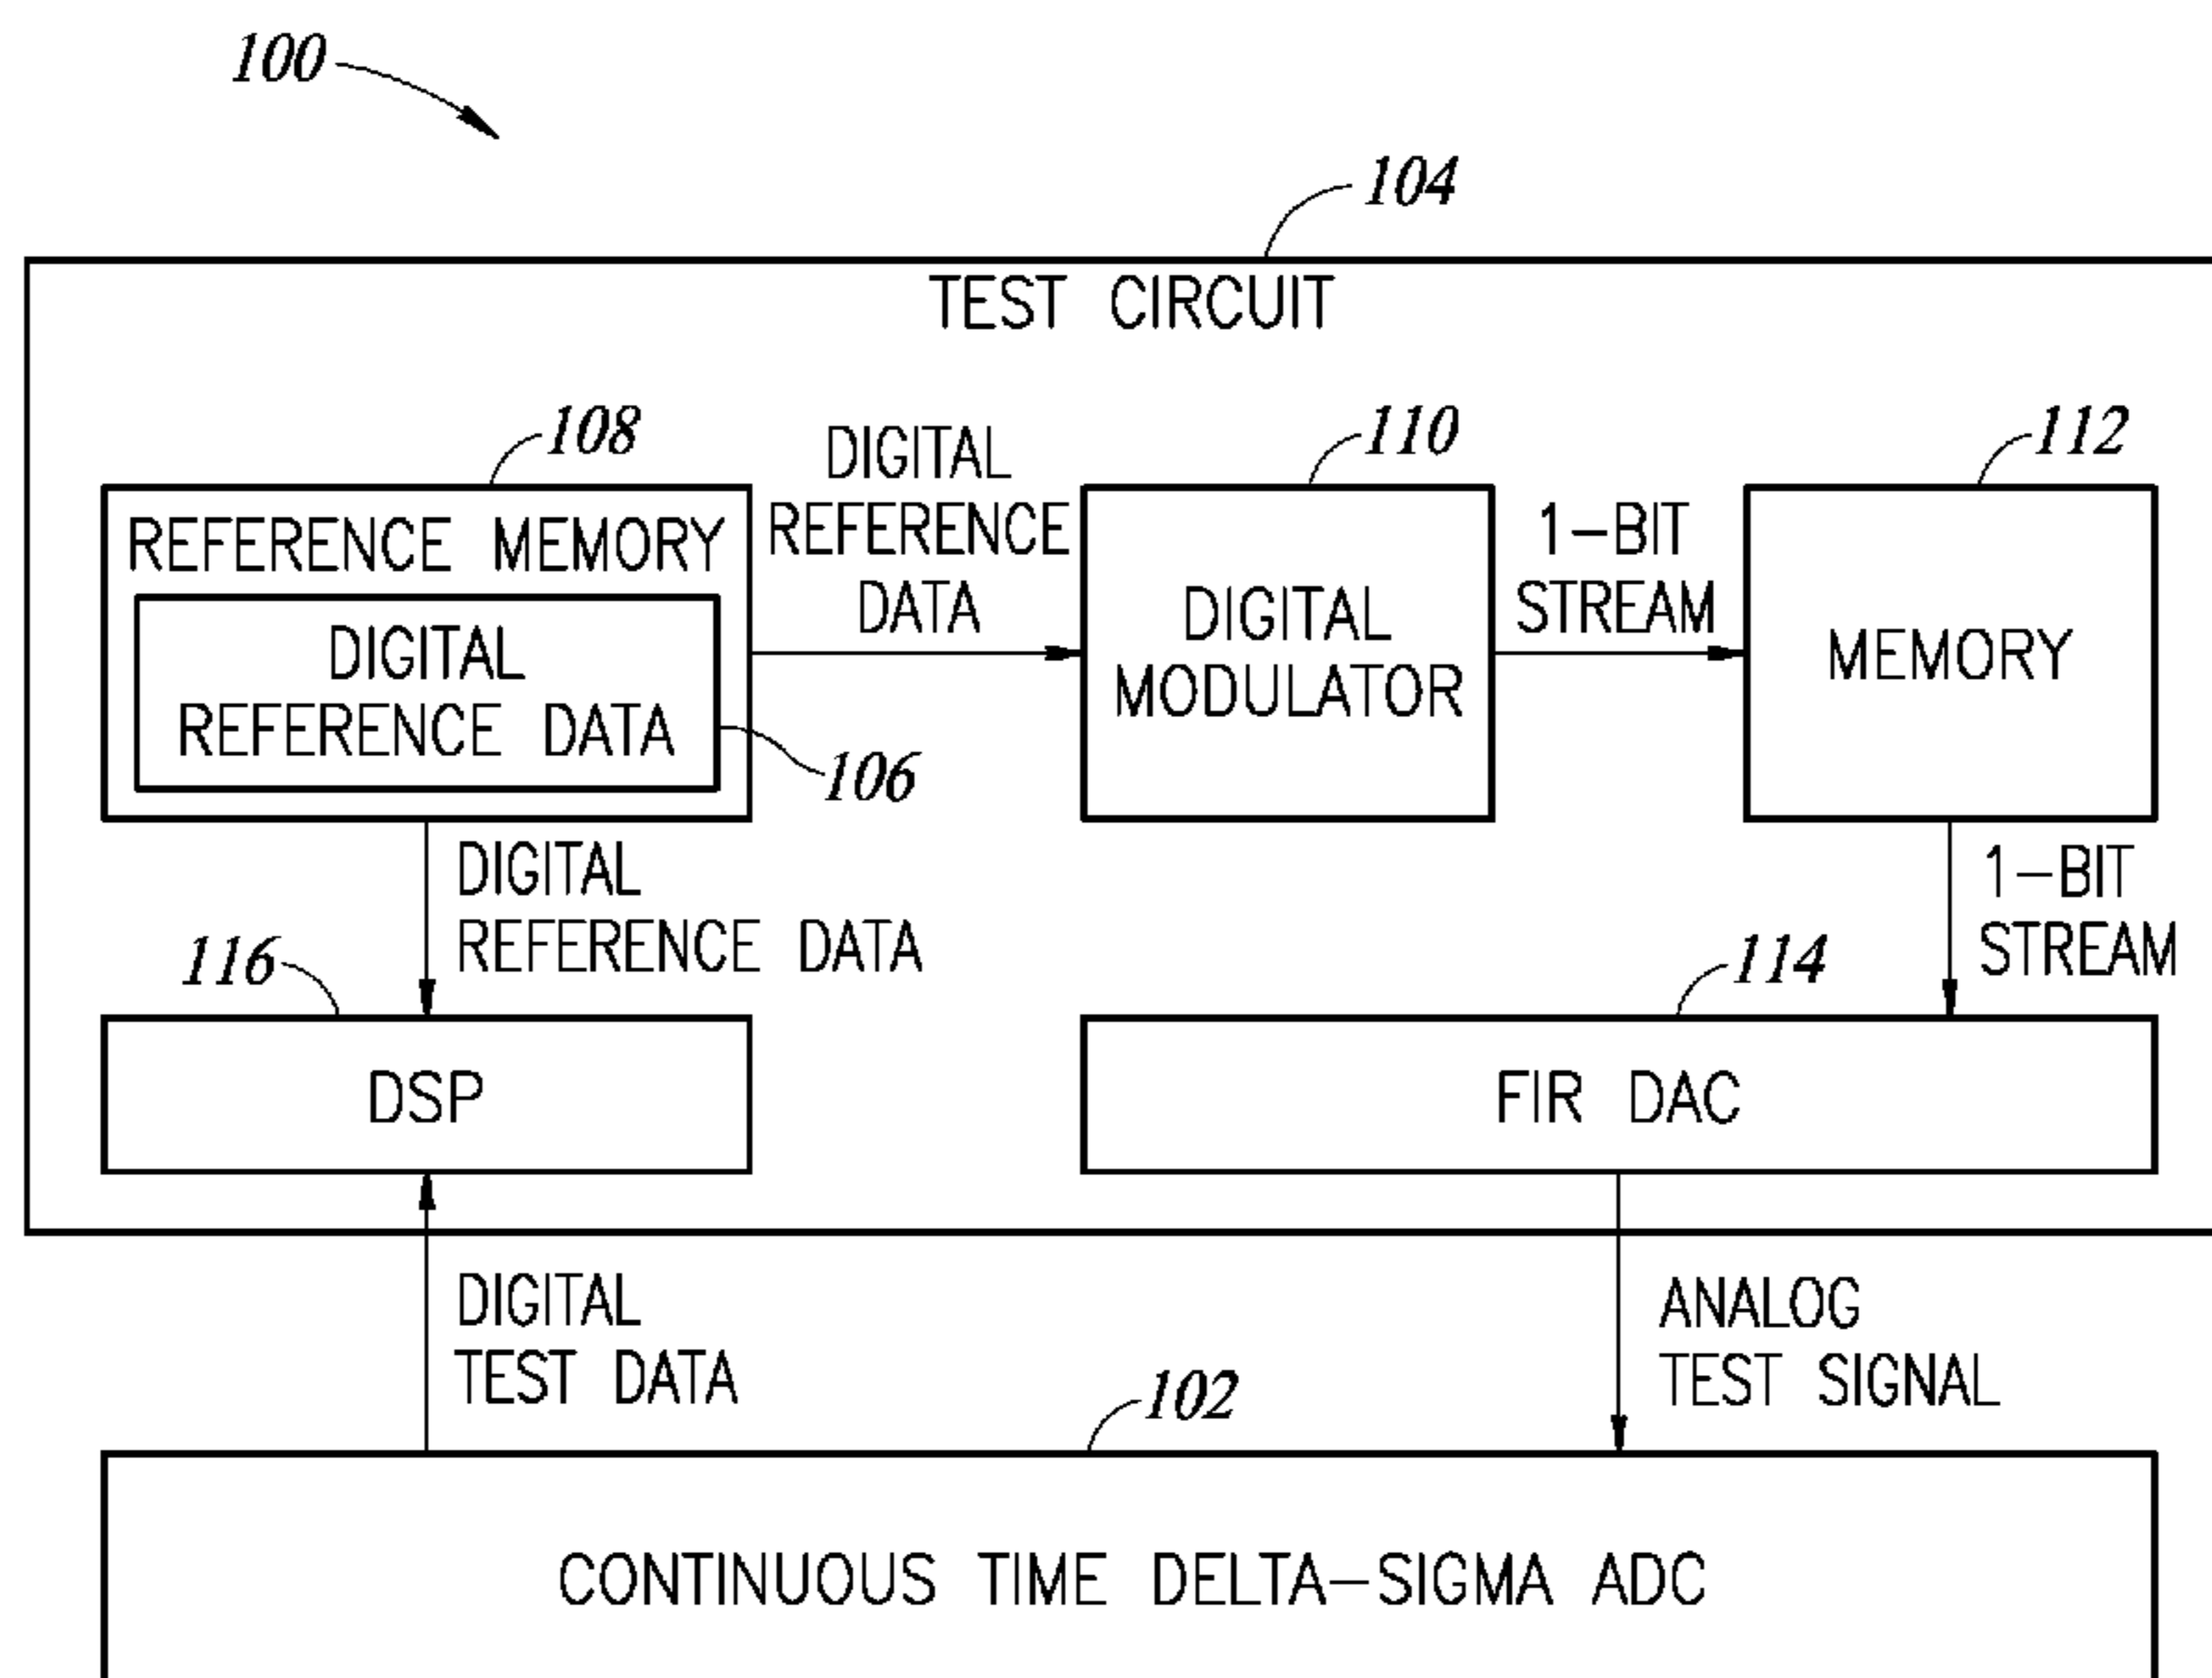 100
104
TEST CIRCUIT
108
DIGITAL
REFERENCE
DATA
110
1-BIT
STREAM
112
REFERENCE MEMORY
DIGITAL
REFERENCE DATA
106
DIGITAL
MODULATOR
MEMORY
DIGITAL
REFERENCE DATA
1-BIT
STREAM
116
114
DSP
FIR DAC
DIGITAL
TEST DATA
ANALOG
TEST SIGNAL
102
CONTINUOUS TIME DELTA-SIGMA ADC